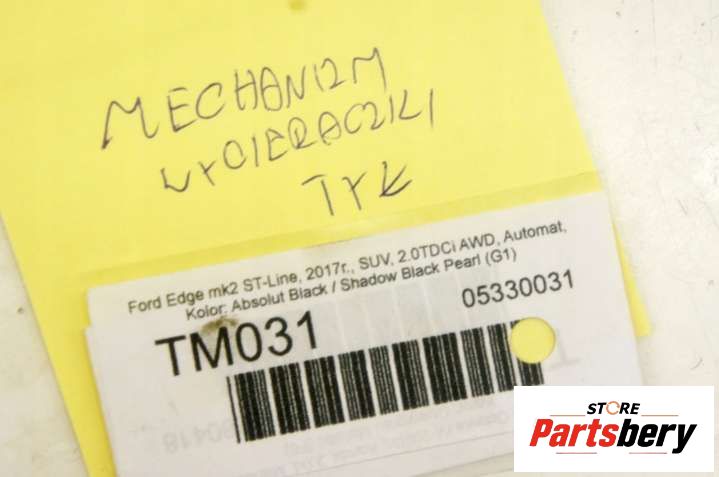 MECHANIZM
WYCIERACZKI
TYŁ
Ford Edge mk2 ST-Line, 2017r., SUV, 2.0TDCi AWD, Automat,
Kolor: Absolut Black / Shadow Black Pearl (G1)
TM031
05330031
STORE
Partsbery